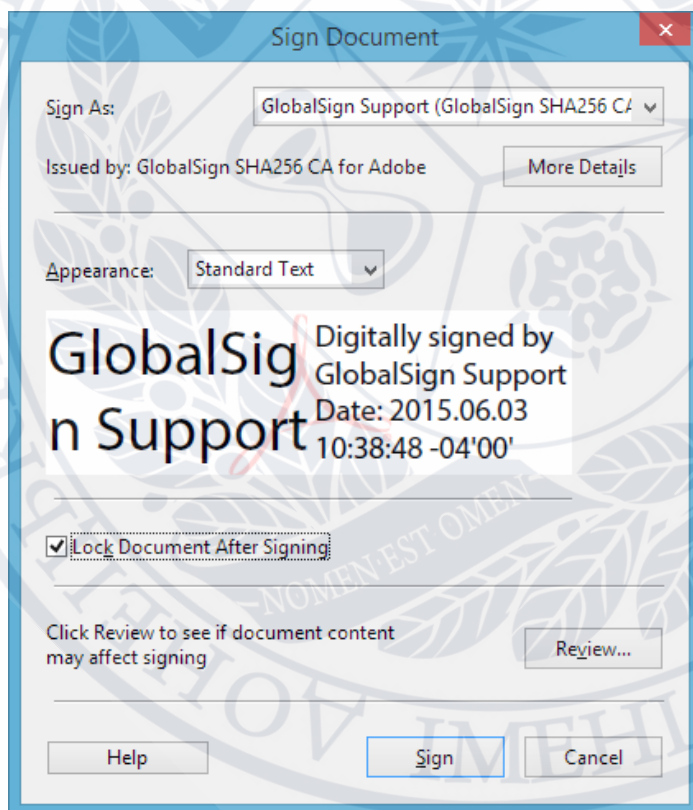 Sign Document
Sign As:
GlobalSign Support (GlobalSign SHA256 CA
Issued by: GlobalSign SHA256 CA for Adobe
More Details
Appearance:
Standard Text
GlobalSig
n Support
Digitally signed by
GlobalSign Support
Date: 2015.06.03
10:38:48 -04'00'
Lock Document After Signing
NOMEN·EST OMEN
Click Review to see if document content
may affect signing
Review...
Help
Sign
Cancel